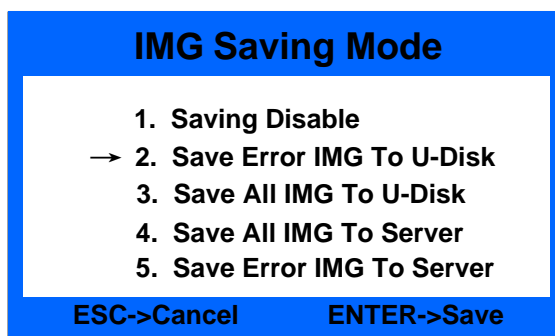 IMG Saving Mode
1. Saving Disable
→ 2. Save Error IMG To U-Disk
3. Save All IMG To U-Disk
4. Save All IMG To Server
5. Save Error IMG To Server
ESC->Cancel ENTER->Save